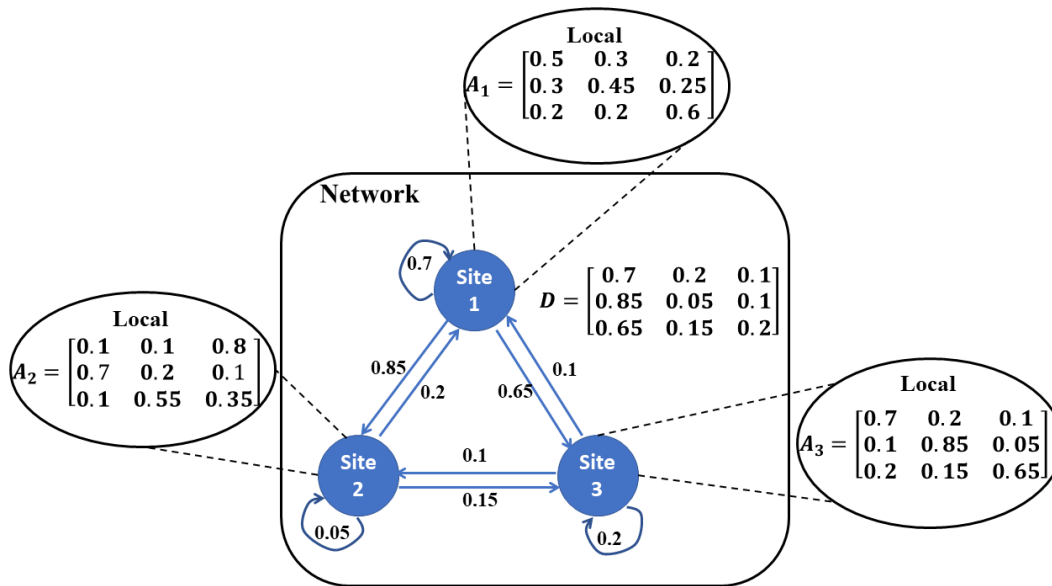 Local
A₁ = [0.5 0.3 0.2
0.3 0.45 0.25
0.2 0.2 0.6]
Network
0.7
Site
1
D = [0.7 0.2 0.1
0.85 0.05 0.1
0.65 0.15 0.2]
Local
A₂ = [0.1 0.1 0.8
0.7 0.2 0.1
0.1 0.55 0.35]
0.85
0.2
0.65
0.1
Local
A₃ = [0.7 0.2 0.1
0.1 0.85 0.05
0.2 0.15 0.65]
Site
2
0.1
0.15
Site
3
0.05
0.2